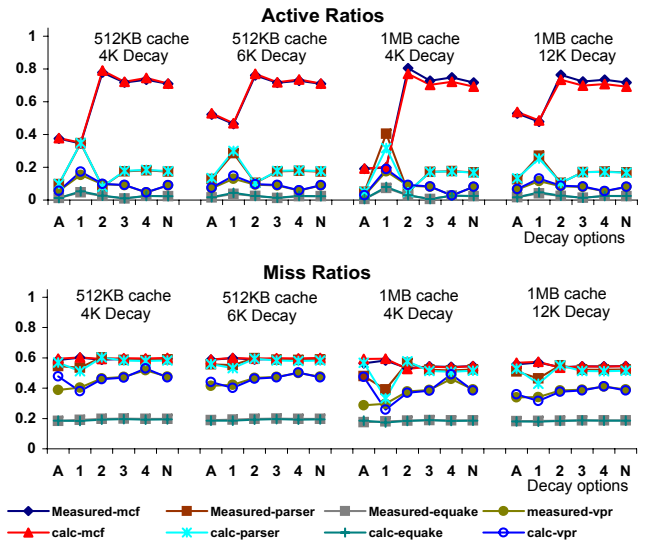 Active Ratios
512KB cache 4K Decay
512KB cache 6K Decay
1MB cache 4K Decay
1MB cache 12K Decay
1
0.8
0.6
0.4
0.2
0
A 1 2 3 4 N A 1 2 3 4 N A 1 2 3 4 N A 1 2 3 4 N
Decay options
Miss Ratios
512KB cache 4K Decay
512KB cache 6K Decay
1MB cache 4K Decay
1MB cache 12K Decay
1
0.8
0.6
0.4
0.2
0
A 1 2 3 4 N A 1 2 3 4 N A 1 2 3 4 N A 1 2 3 4 N
Decay options
Measured-mcf Measured-parser Measured-equake measured-vpr
calc-mcf calc-parser calc-equake calc-vpr